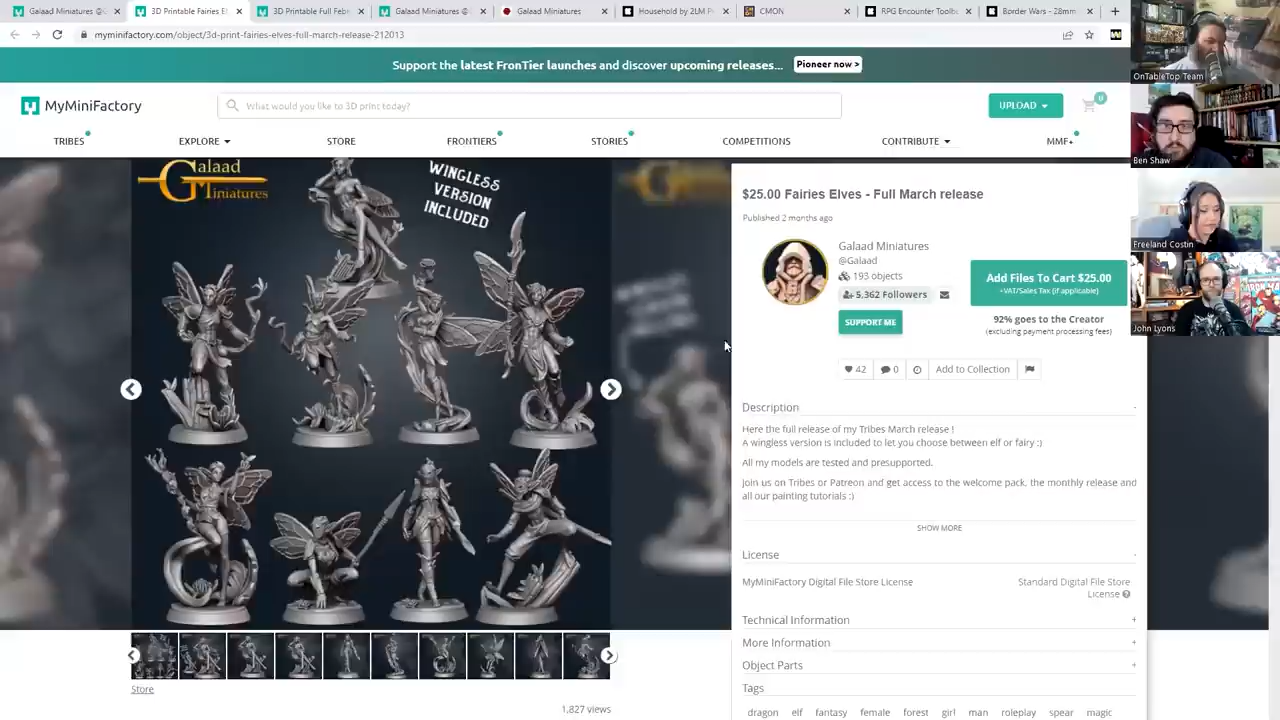 Galaad Miniatures @G
3D Printable Fairies E
3D Printable Full Febr
Galaad Miniatures @
Galaad Miniatures
Household by 2LM P
CMON
RPG Encounter Toolb
Border Wars - 28mm
myminifactory.com/object/3d-print-fairies-elves-full-march-release-212013
Support the latest FronTier launches and discover upcoming releases...
Pioneer now >
MyMiniFactory
What would you like to 3D print today?
UPLOAD
0
TRIBES
EXPLORE
STORE
FRONTIERS
STORIES
COMPETITIONS
CONTRIBUTE
MMF+
OnTableTop Team
Ben Shaw
Freeland Costin
John Lyons
Galaad
Miniatures
WINGLESS
VERSION
INCLUDED
$25.00 Fairies Elves - Full March release
Published 2 months ago
Galaad Miniatures
@Galaad
193 objects
5,362 Followers
SUPPORT ME
Add Files To Cart $25.00
+VAT/Sales Tax (if applicable)
92% goes to the Creator
(excluding payment processing fees)
42
0
Add to Collection
Description
-
Here the full release of my Tribes March release !
A wingless version is included to let you choose between elf or fairy :)
All my models are tested and presupported.
Join us on Tribes or Patreon and get access to the welcome pack, the monthly release and
all our painting tutorials :)
SHOW MORE
License
-
MyMiniFactory Digital File Store License
Standard Digital File Store
License
Technical Information
+
More Information
+
Object Parts
+
Tags
dragon elf fantasy female forest girl man roleplay spear magic
Store
1,827 views